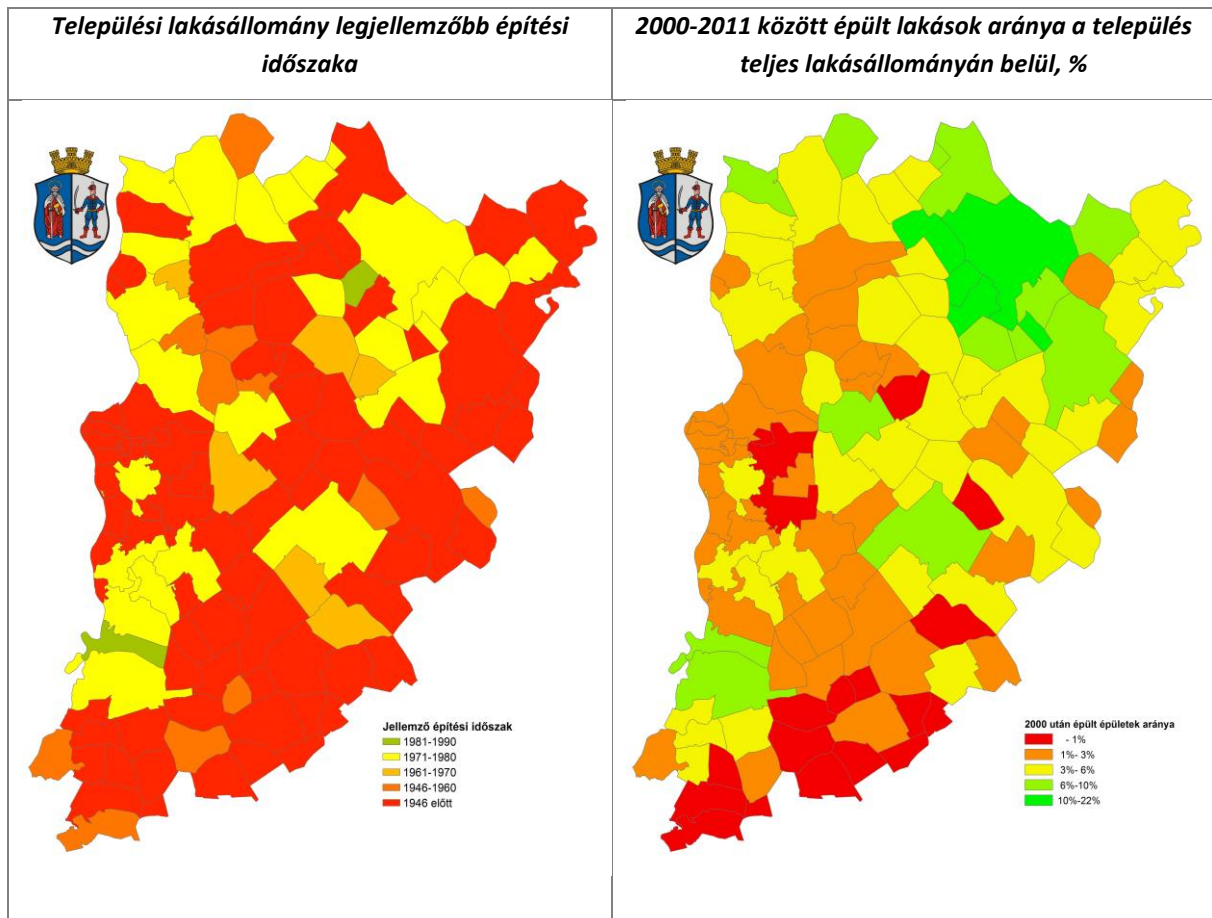 Települési lakásállomány legjellemzőbb építési
időszaka
2000-2011 között épült lakások aránya a település
teljes lakásállományán belül, %
Jellemző építési időszak
1981-1990
1971-1980
1961-1970
1946-1960
1946 előtt
2000 után épült épületek aránya
- 1%
1%- 3%
3%- 6%
6%-10%
10%-22%